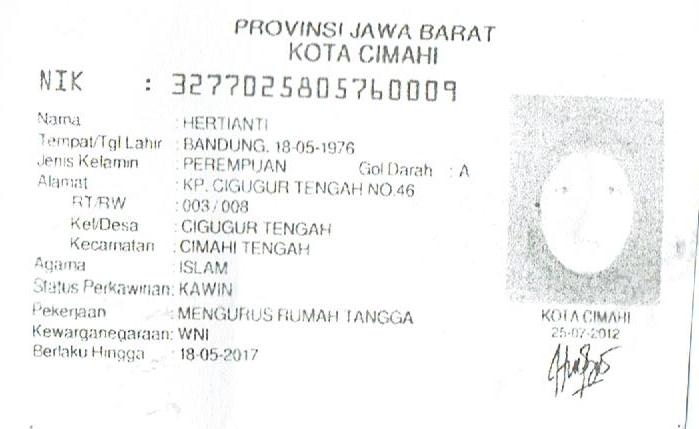 PROVINSI JAWA BARAT
KOTA CIMAHI
NIK : 3277025805760009
Nama : HERTIANTI
Tempat/Tgl Lahir : BANDUNG, 18-05-1976
Jenis Kelamin : PEREMPUAN Gol Darah : A
Alamat : KP. CIGUGUR TENGAH NO.46
RT/RW : 003 / 008
Kel/Desa : CIGUGUR TENGAH
Kecamatan : CIMAHI TENGAH
Agama : ISLAM
Status Perkawinan: KAWIN
Pekerjaan : MENGURUS RUMAH TANGGA
Kewarganegaraan: WNI
Berlaku Hingga : 18-05-2017
KOTA CIMAHI
25-07-2012